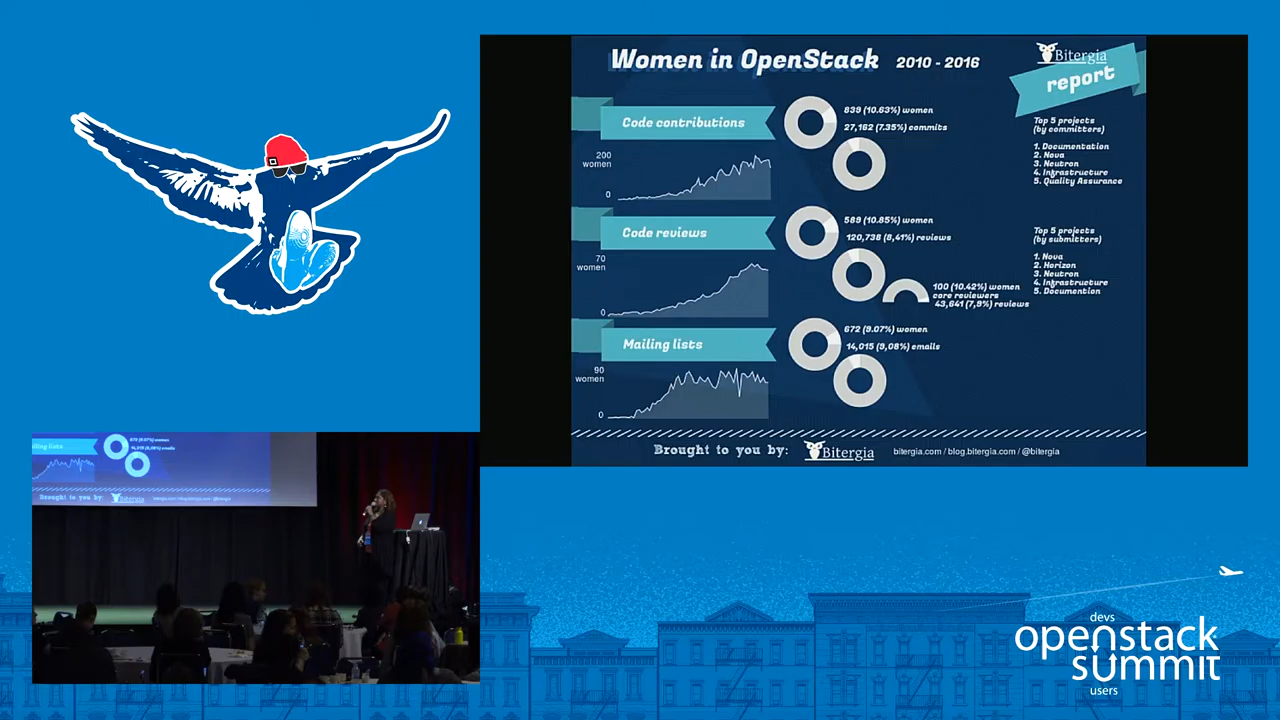 Women in OpenStack 2010 - 2016
Bitergia
report
Code contributions
200
women
0
839 (10.63%) women
27,162 (7.35%) commits
Top 5 projects
(by committers)
1. Documentation
2. Nova
3. Neutron
4. Infrastructure
5. Quality Assurance
Code reviews
70
women
0
589 (10.85%) women
120,738 (8,41%) reviews
100 (10.42%) women
core reviewers
43,641 (7,9%) reviews
Top 5 projects
(by submitters)
1. Nova
2. Horizon
3. Neutron
4. Infrastructure
5. Documention
Mailing lists
90
women
0
672 (9.07%) women
14,015 (9,08%) emails
Brought to you by: Bitergia bitergia.com / blog.bitergia.com / @bitergia
Brought to you by: Bitergia
devs
openstack
summit
users